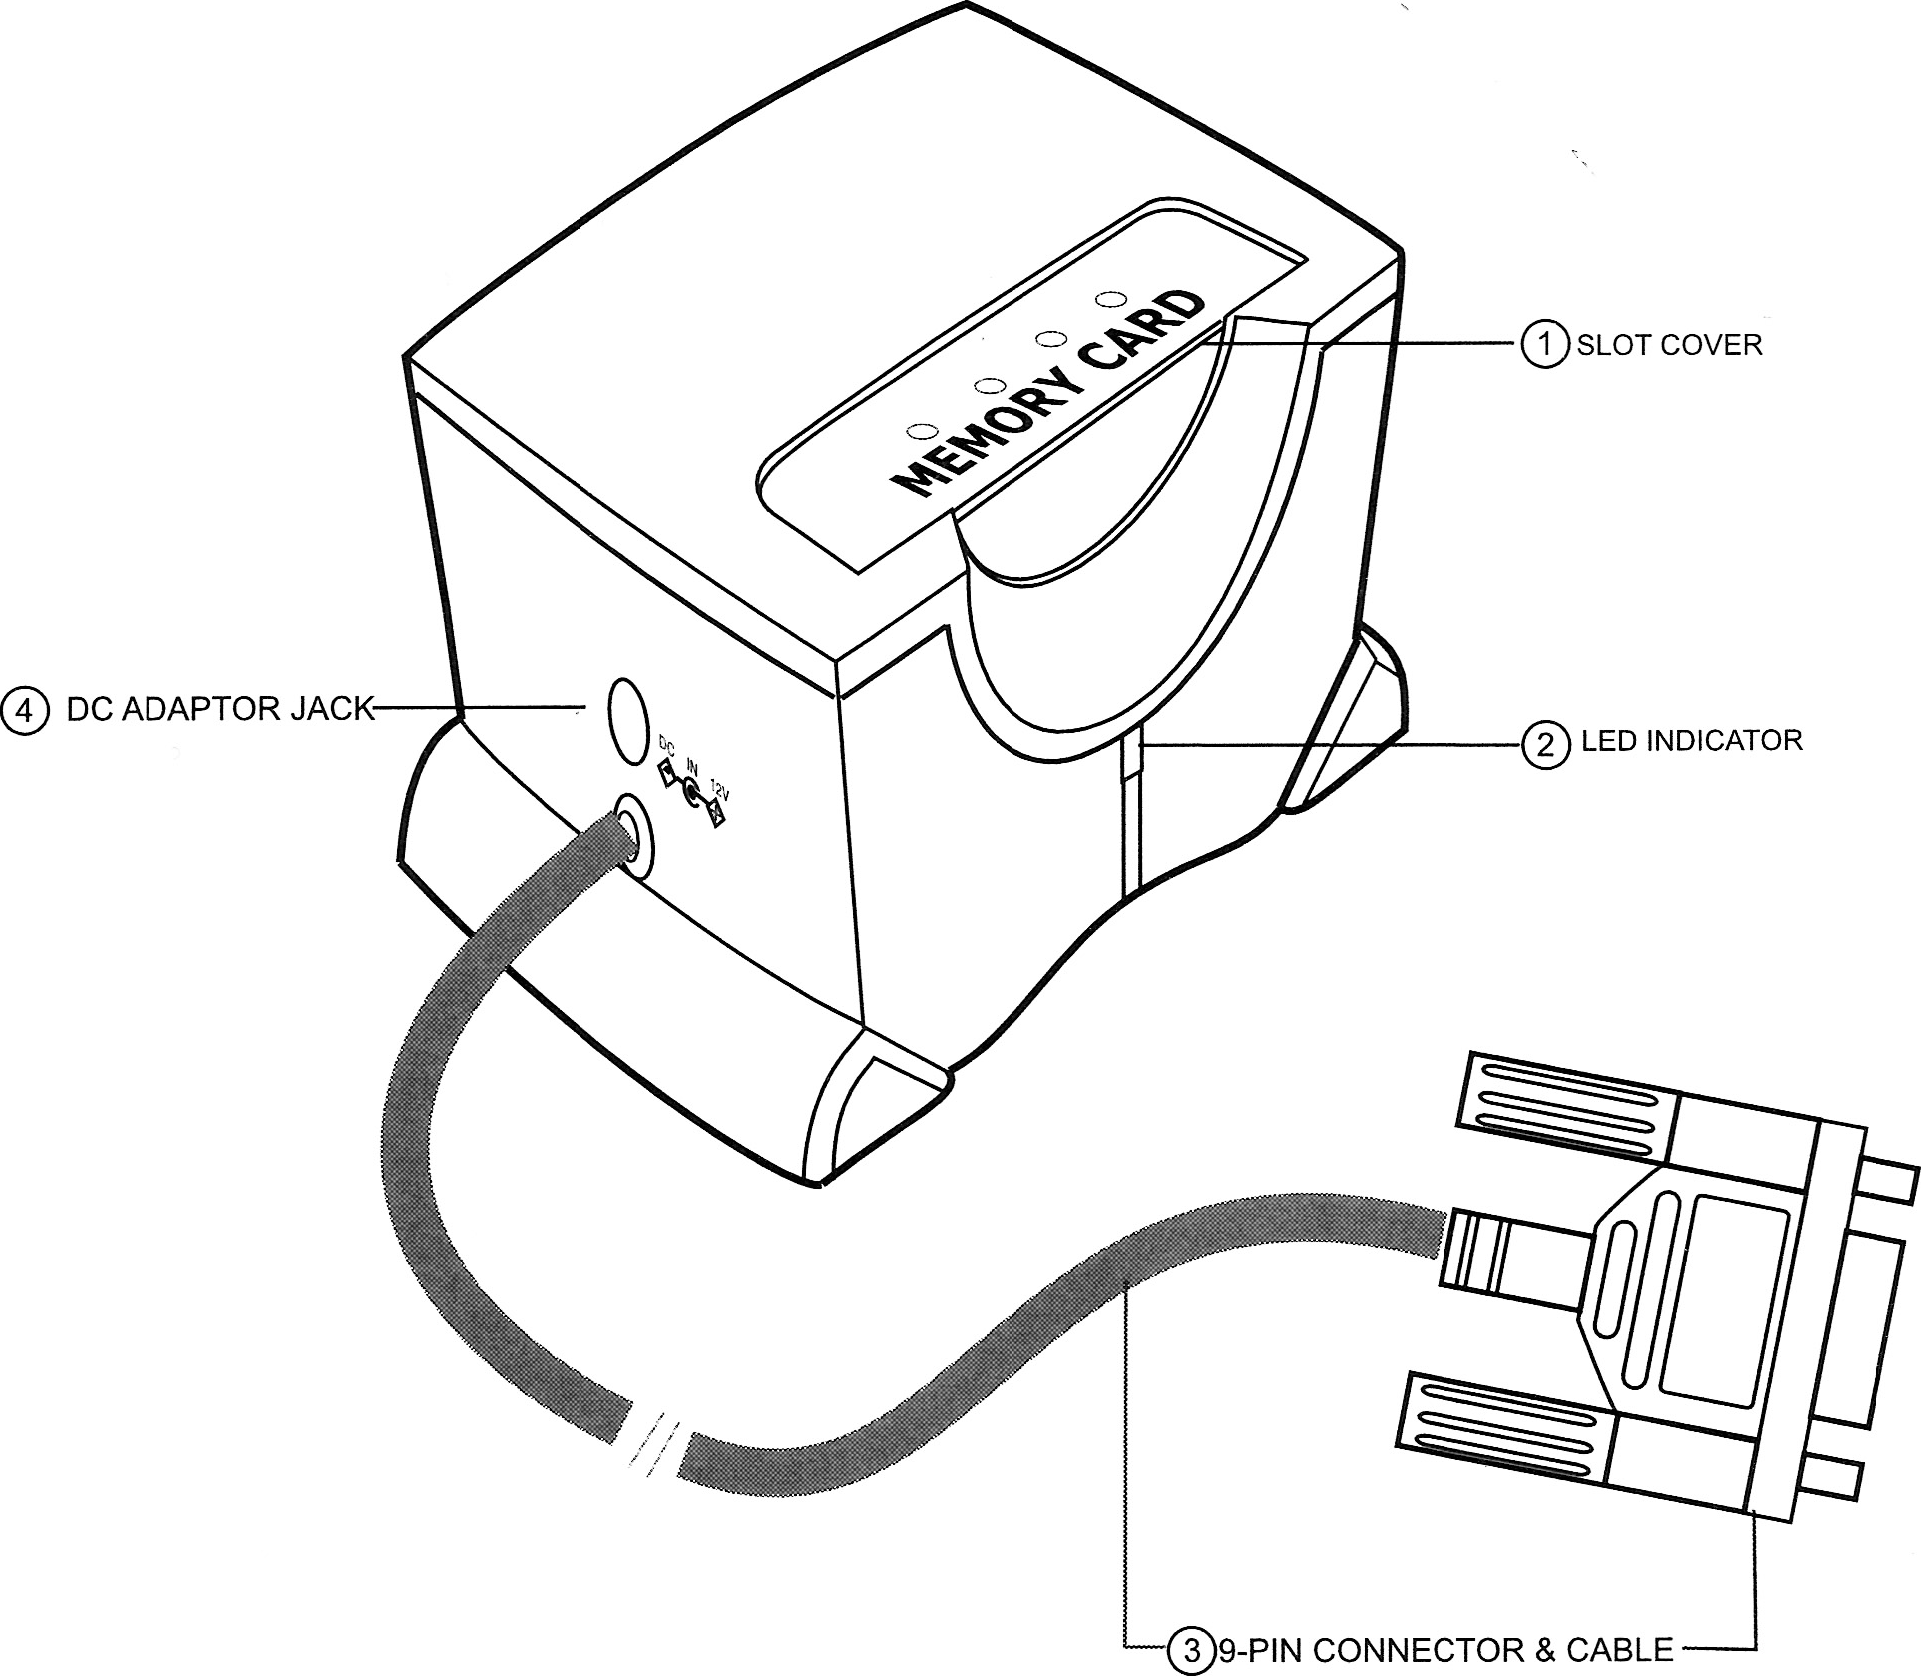 MEMORY CARD
1 SLOT COVER
4 DC ADAPTOR JACK
DC IN 12V
2 LED INDICATOR
3 9-PIN CONNECTOR & CABLE